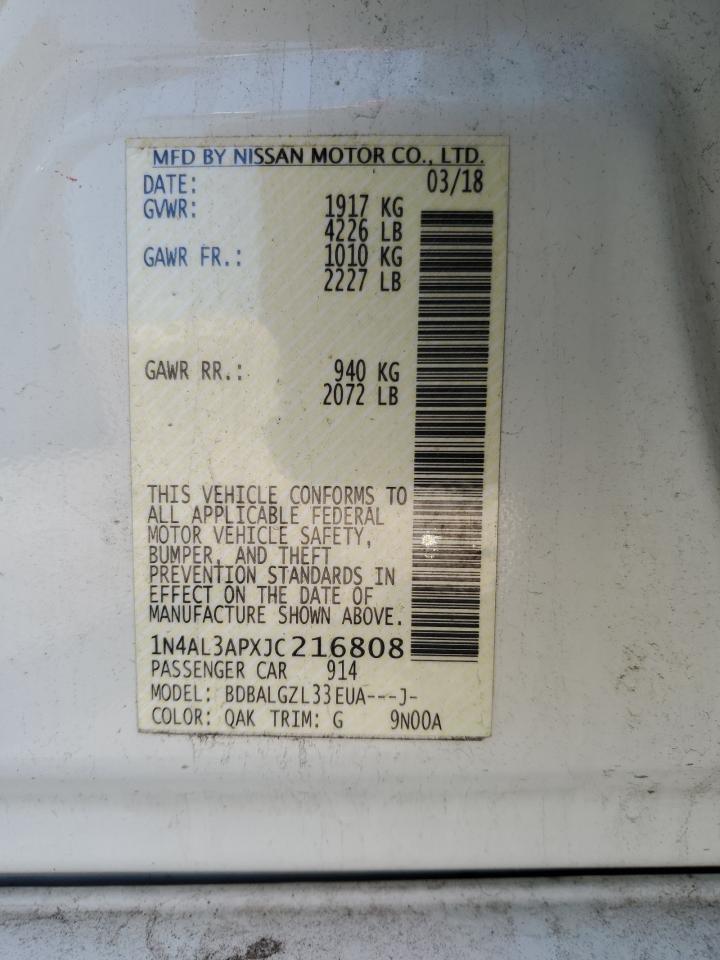 MFD BY NISSAN MOTOR CO., LTD.
DATE: 03/18
GVWR: 1917 KG
4226 LB
GAWR FR.: 1010 KG
2227 LB
GAWR RR.: 940 KG
2072 LB
THIS VEHICLE CONFORMS TO
ALL APPLICABLE FEDERAL
MOTOR VEHICLE SAFETY,
BUMPER, AND THEFT
PREVENTION STANDARDS IN
EFFECT ON THE DATE OF
MANUFACTURE SHOWN ABOVE.
1N4AL3APXJC216808
PASSENGER CAR 914
MODEL: BDBALGZL33EUA---J-
COLOR: QAK TRIM: G 9N00A